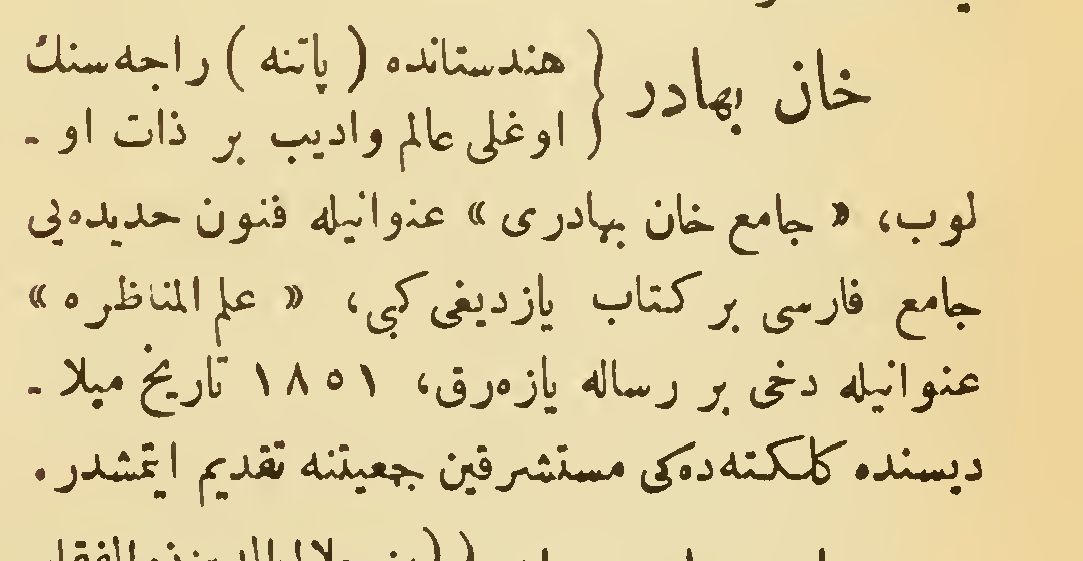 خان بهادر { هندستانده ( پاتنه ) راجه‌سنك
اوغلی عالم واديب بر ذات او -
لوب، « جامع خان بهادری » عنوانيله فنون حديده‌يی
جامع فارسی بر كتاب يازديغی كبی، « علم المناظره »
عنوانيله دخی بر رساله يازه‌رق، ١٨٥١ تاريخ ميلا -
ديسنده كلكته‌ده‌كی مستشرقين جمعيتنه تقديم ايتمشدر.